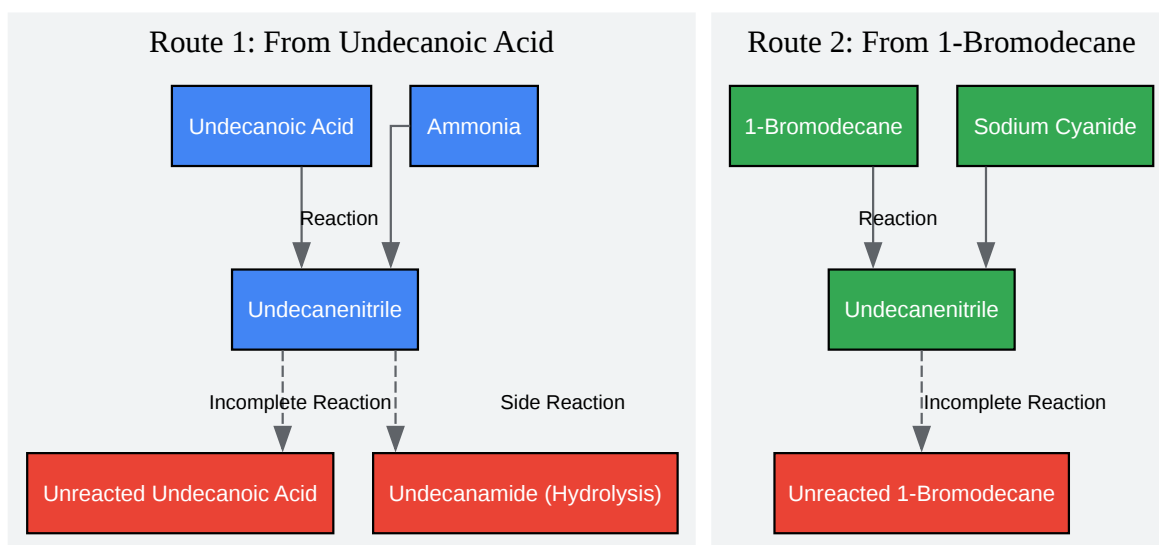 Route 1: From Undecanoic Acid
Undecanoic Acid
Ammonia
Reaction
Undecanenitrile
Incomplete Reaction
Side Reaction
Unreacted Undecanoic Acid
Undecanamide (Hydrolysis)
Route 2: From 1-Bromodecane
1-Bromodecane
Sodium Cyanide
Reaction
Undecanenitrile
Incomplete Reaction
Unreacted 1-Bromodecane